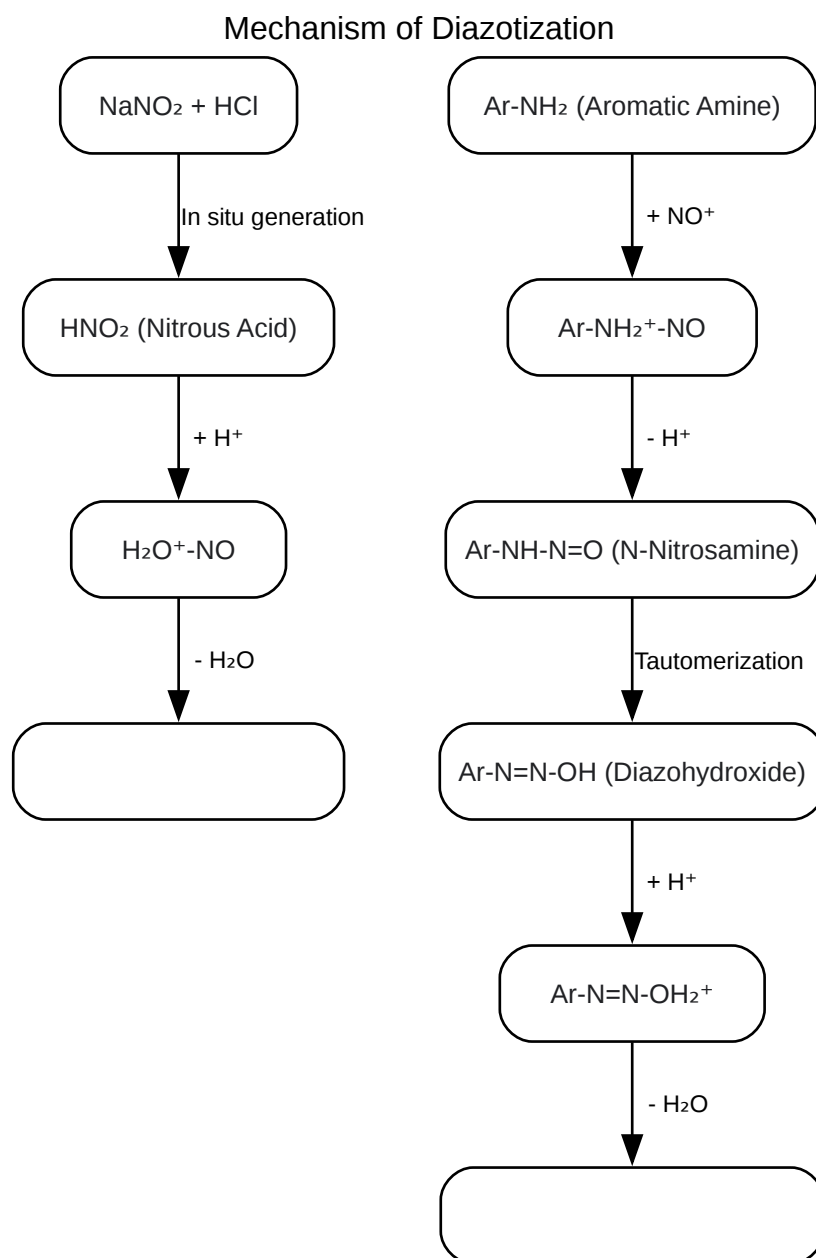 Mechanism of Diazotization
NaNO₂ + HCl
In situ generation
HNO₂ (Nitrous Acid)
+ H⁺
H₂O⁺-NO
- H₂O
Ar-NH₂ (Aromatic Amine)
+ NO⁺
Ar-NH₂⁺-NO
- H⁺
Ar-NH-N=O (N-Nitrosamine)
Tautomerization
Ar-N=N-OH (Diazohydroxide)
+ H⁺
Ar-N=N-OH₂⁺
- H₂O